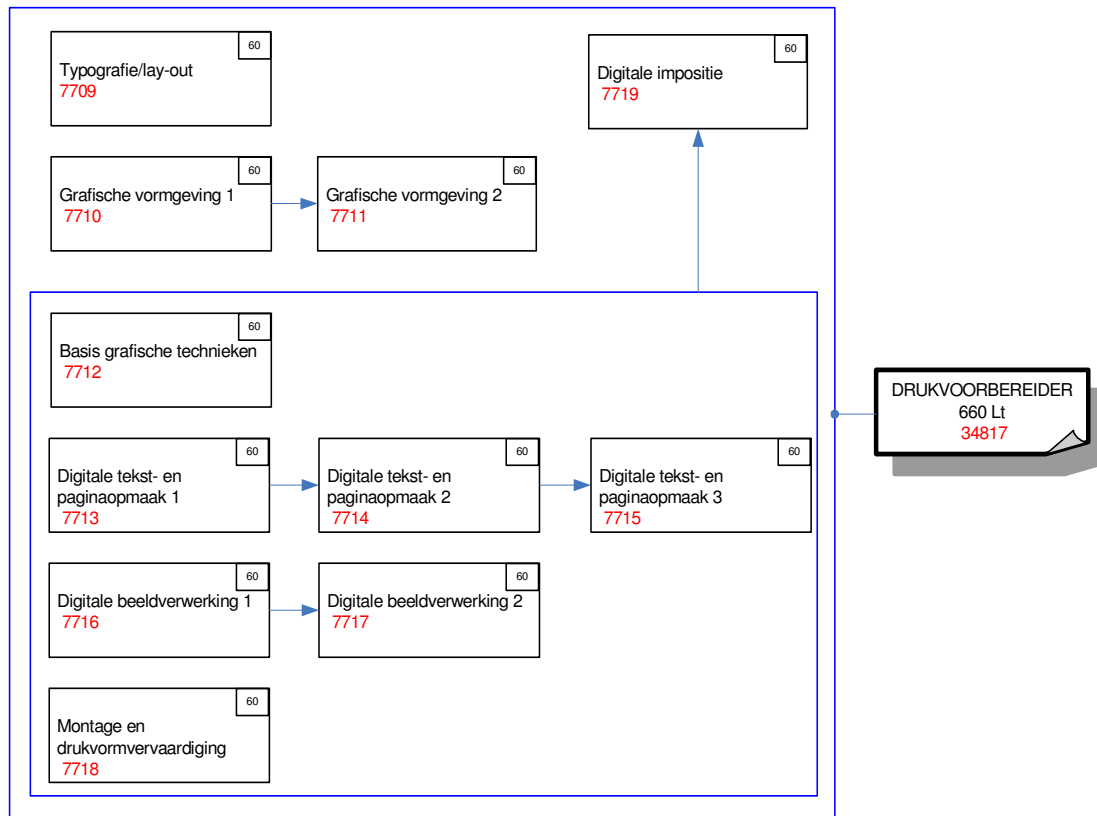 60
Typografie/lay-out
7709
60
Digitale impositie
7719
60
Grafische vormgeving 1
7710
60
Grafische vormgeving 2
7711
60
Basis grafische technieken
7712
DRUKVOORBEREIDER
660 Lt
34817
60
Digitale tekst- en
paginaopmaak 1
7713
60
Digitale tekst- en
paginaopmaak 2
7714
60
Digitale tekst- en
paginaopmaak 3
7715
60
Digitale beeldverwerking 1
7716
60
Digitale beeldverwerking 2
7717
60
Montage en
drukvormvervaardiging
7718